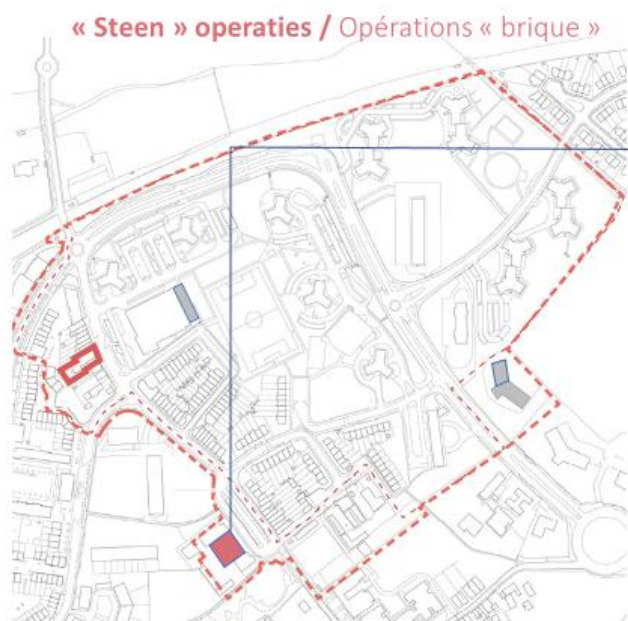 « Steen » operaties / Opérations « brique »